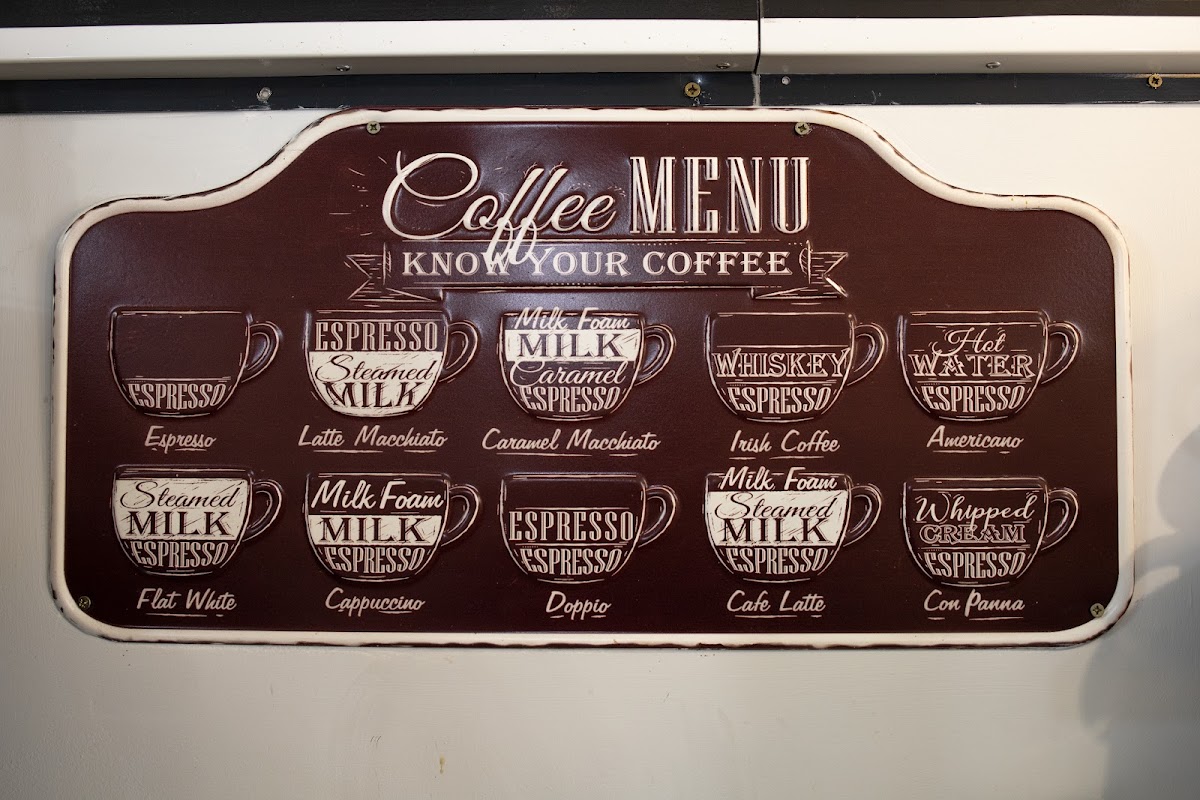 Coffee MENU
KNOW YOUR COFFEE
ESPRESSO
Espresso
ESPRESSO
Steamed
MILK
Latte Macchiato
Milk Foam
MILK
Caramel
ESPRESSO
Caramel Macchiato
WHISKEY
ESPRESSO
Irish Coffee
Hot
WATER
ESPRESSO
Americano
Steamed
MILK
ESPRESSO
Flat White
Milk Foam
MILK
ESPRESSO
Cappuccino
ESPRESSO
ESPRESSO
Doppio
Milk Foam
Steamed
MILK
ESPRESSO
Cafe Latte
Whipped
CREAM
ESPRESSO
Con Panna